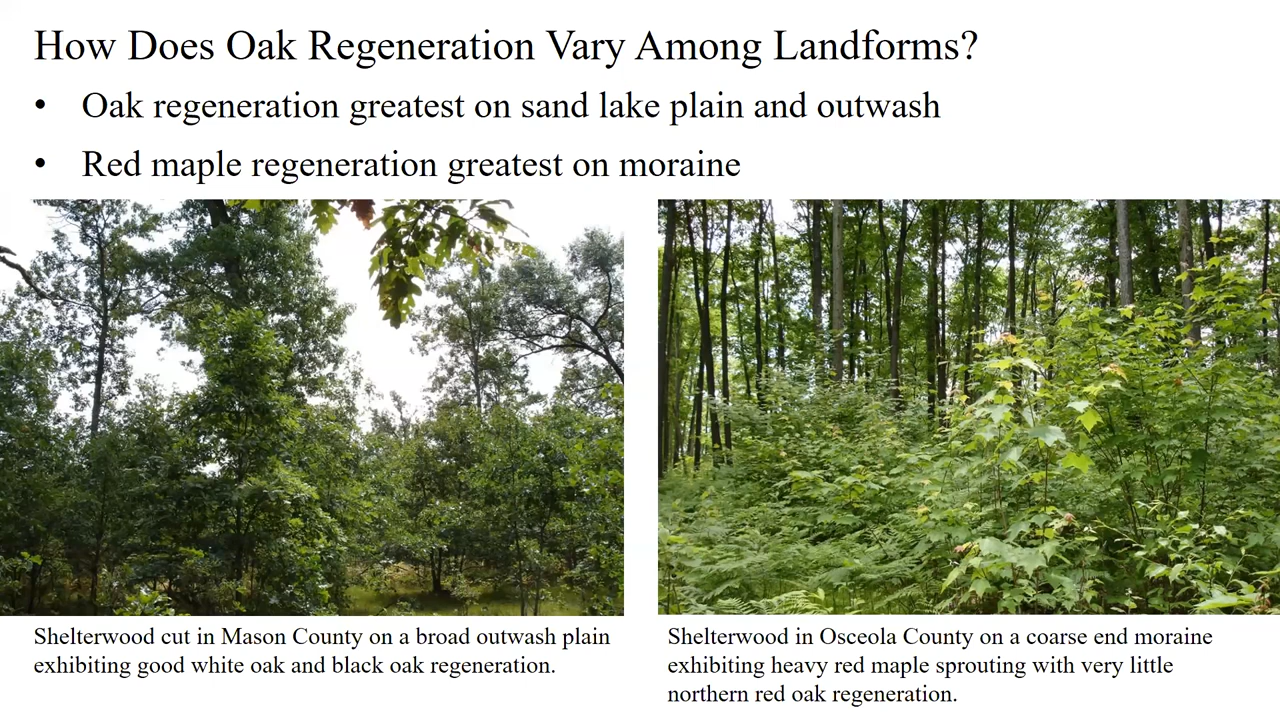 How Does Oak Regeneration Vary Among Landforms?
• Oak regeneration greatest on sand lake plain and outwash
• Red maple regeneration greatest on moraine
Shelterwood cut in Mason County on a broad outwash plain
exhibiting good white oak and black oak regeneration.
Shelterwood in Osceola County on a coarse end moraine
exhibiting heavy red maple sprouting with very little
northern red oak regeneration.